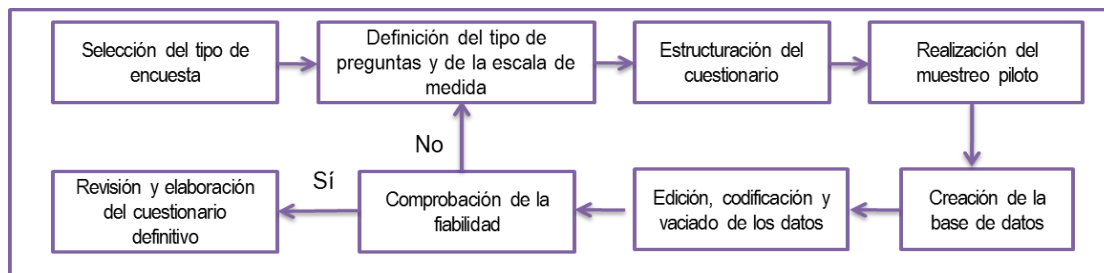 Selección del tipo de
encuesta
Definición del tipo de
preguntas y de la escala de
medida
Estructuración del
cuestionario
Realización del
muestreo piloto
No
Sí
Revisión y elaboración
del cuestionario
definitivo
Comprobación de la
fiabilidad
Edición, codificación y
vaciado de los datos
Creación de la
base de datos